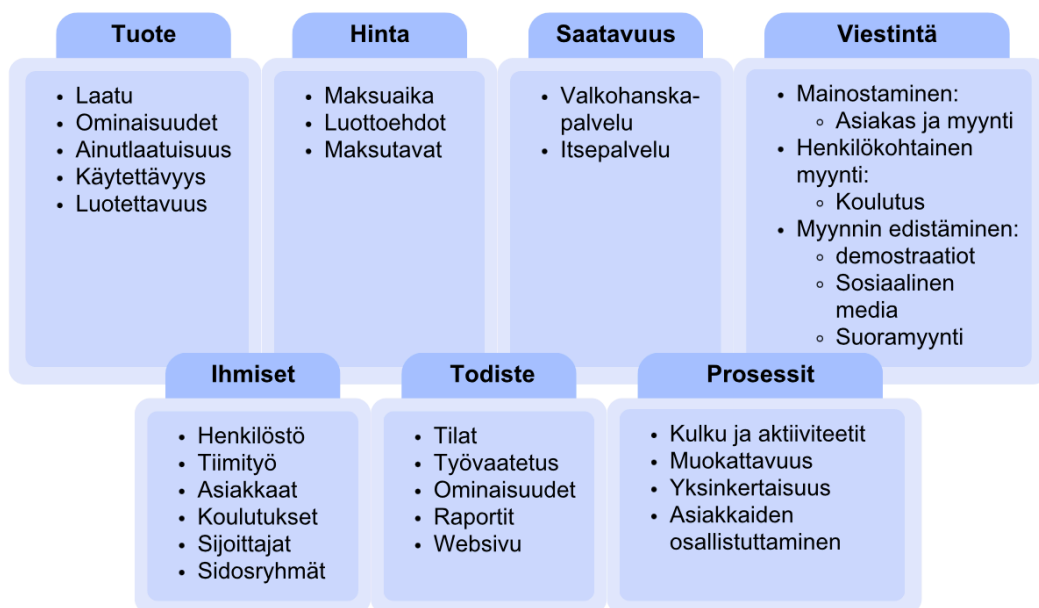 Tuote
Laatu
Ominaisuudet
Ainutlaatuisuus
Käytettävyys
Luotettavuus
Hinta
Maksuaika
Luottoehdot
Maksutavat
Saatavuus
Valkohanska-
palvelu
Itsepalvelu
Viestintä
Mainostaminen:
Asiakas ja myynti
Henkilökohtainen
myynti:
Koulutus
Myynnin edistäminen:
demostraatiot
Sosiaalinen
media
Suoramyynti
Ihmiset
Henkilöstö
Tiimityö
Asiakkaat
Koulutukset
Sijoittajat
Sidosryhmät
Todiste
Tilat
Työvaatetus
Ominaisuudet
Raportit
Websivu
Prosessit
Kulku ja aktiiviteetit
Muokattavuus
Yksinkertaisuus
Asiakkaiden
osallistuttaminen